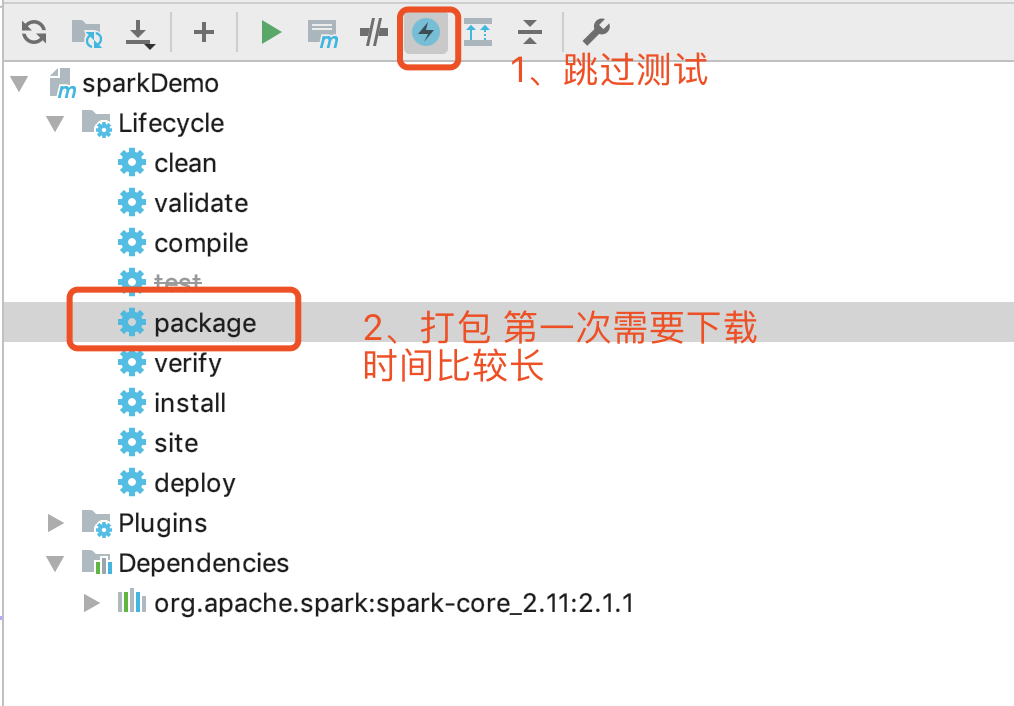 1、跳过测试
sparkDemo
Lifecycle
clean
validate
compile
test
package
2、打包 第一次需要下载
时间比较长
verify
install
site
deploy
Plugins
Dependencies
org.apache.spark:spark-core_2.11:2.1.1